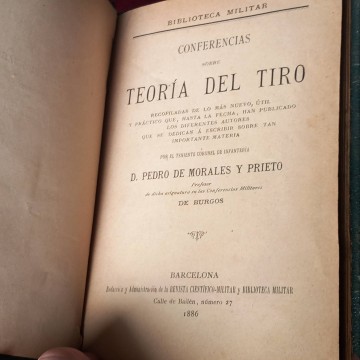 BIBLIOTECA MILITAR
CONFERENCIAS
SOBRE
TEORÍA DEL TIRO
RECOPILADAS DE LO MÁS NUEVO, ÚTIL
Y PRÁCTICO QUE, HASTA LA FECHA, HAN PUBLICADO
LOS DIFERENTES AUTORES
QUE SE DEDICAN Á ESCRIBIR SOBRE TAN
IMPORTANTE MATERIA
POR EL TENIENTE CORONEL DE INFANTERÍA
D. PEDRO DE MORALES Y PRIETO
Profesor
de dicha asignatura en las Conferencias Militares
DE BURGOS
BARCELONA
Redacción y Administración de la REVISTA CIENTÍFICO-MILITAR y BIBLIOTECA MILITAR
Calle de Bailén, número 27
1886